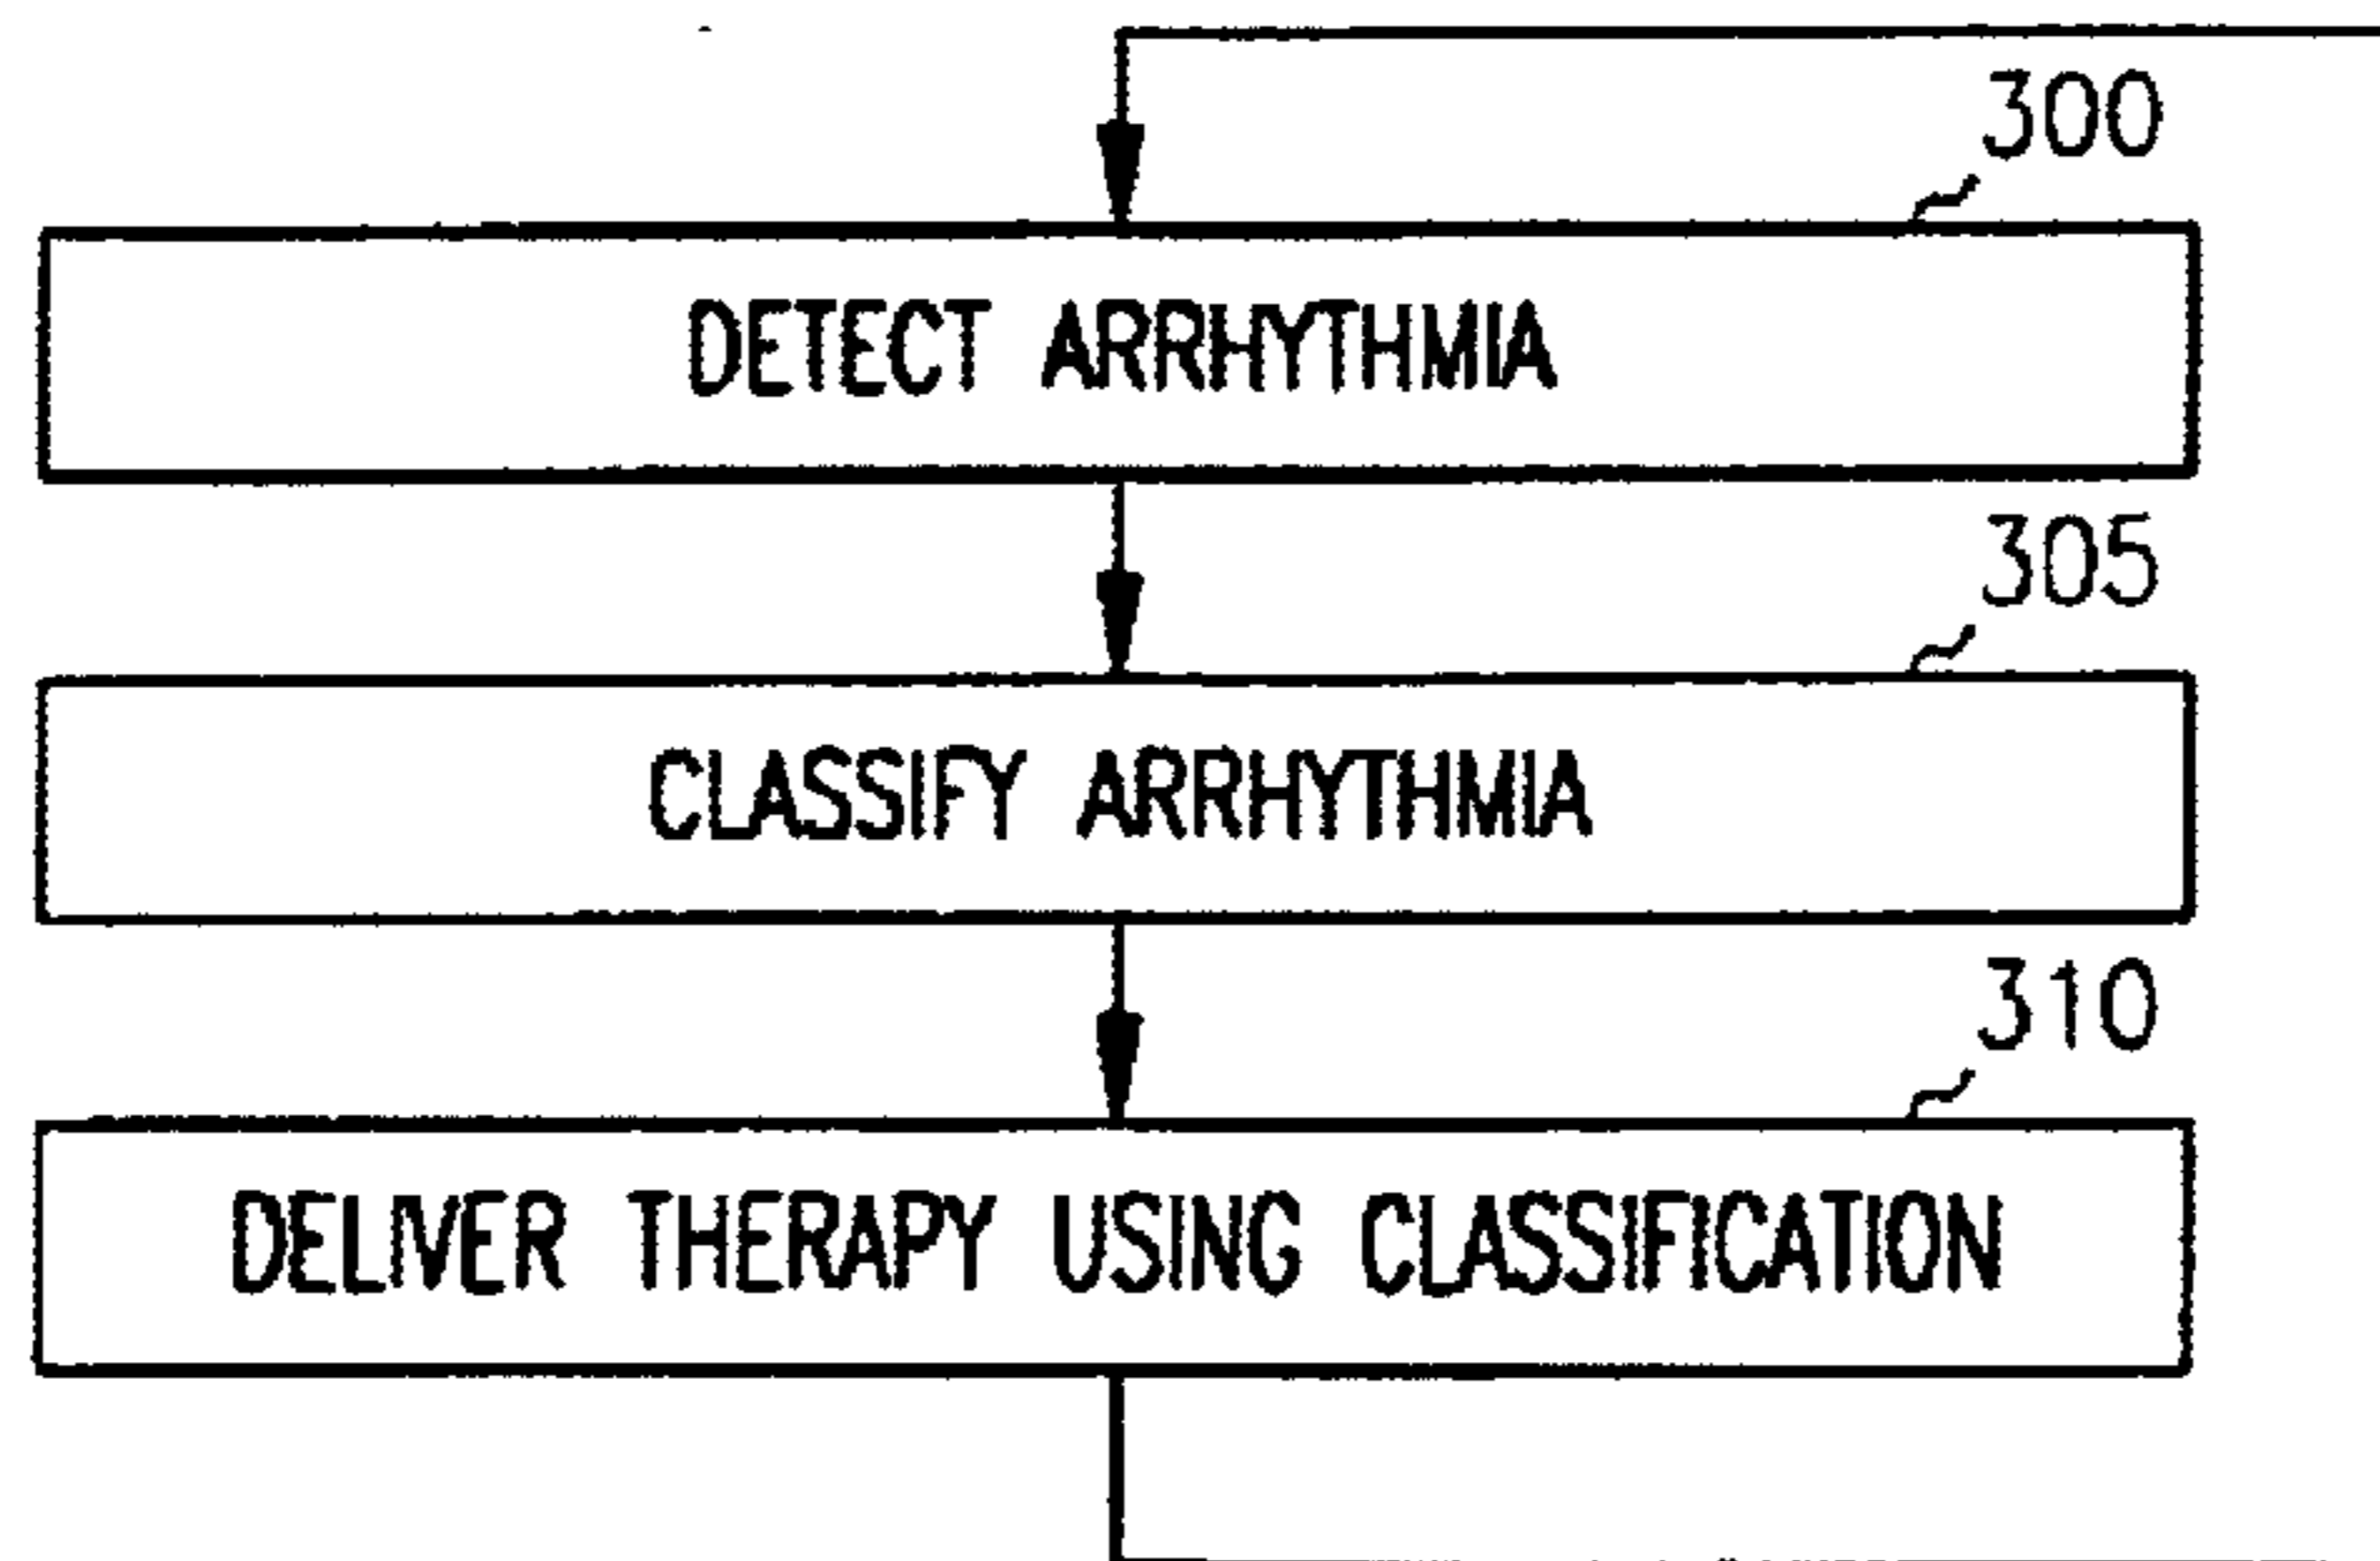 300
DETECT ARRHYTHMIA
305
CLASSIFY ARRHYTHMIA
310
DELIVER THERAPY USING CLASSIFICATION